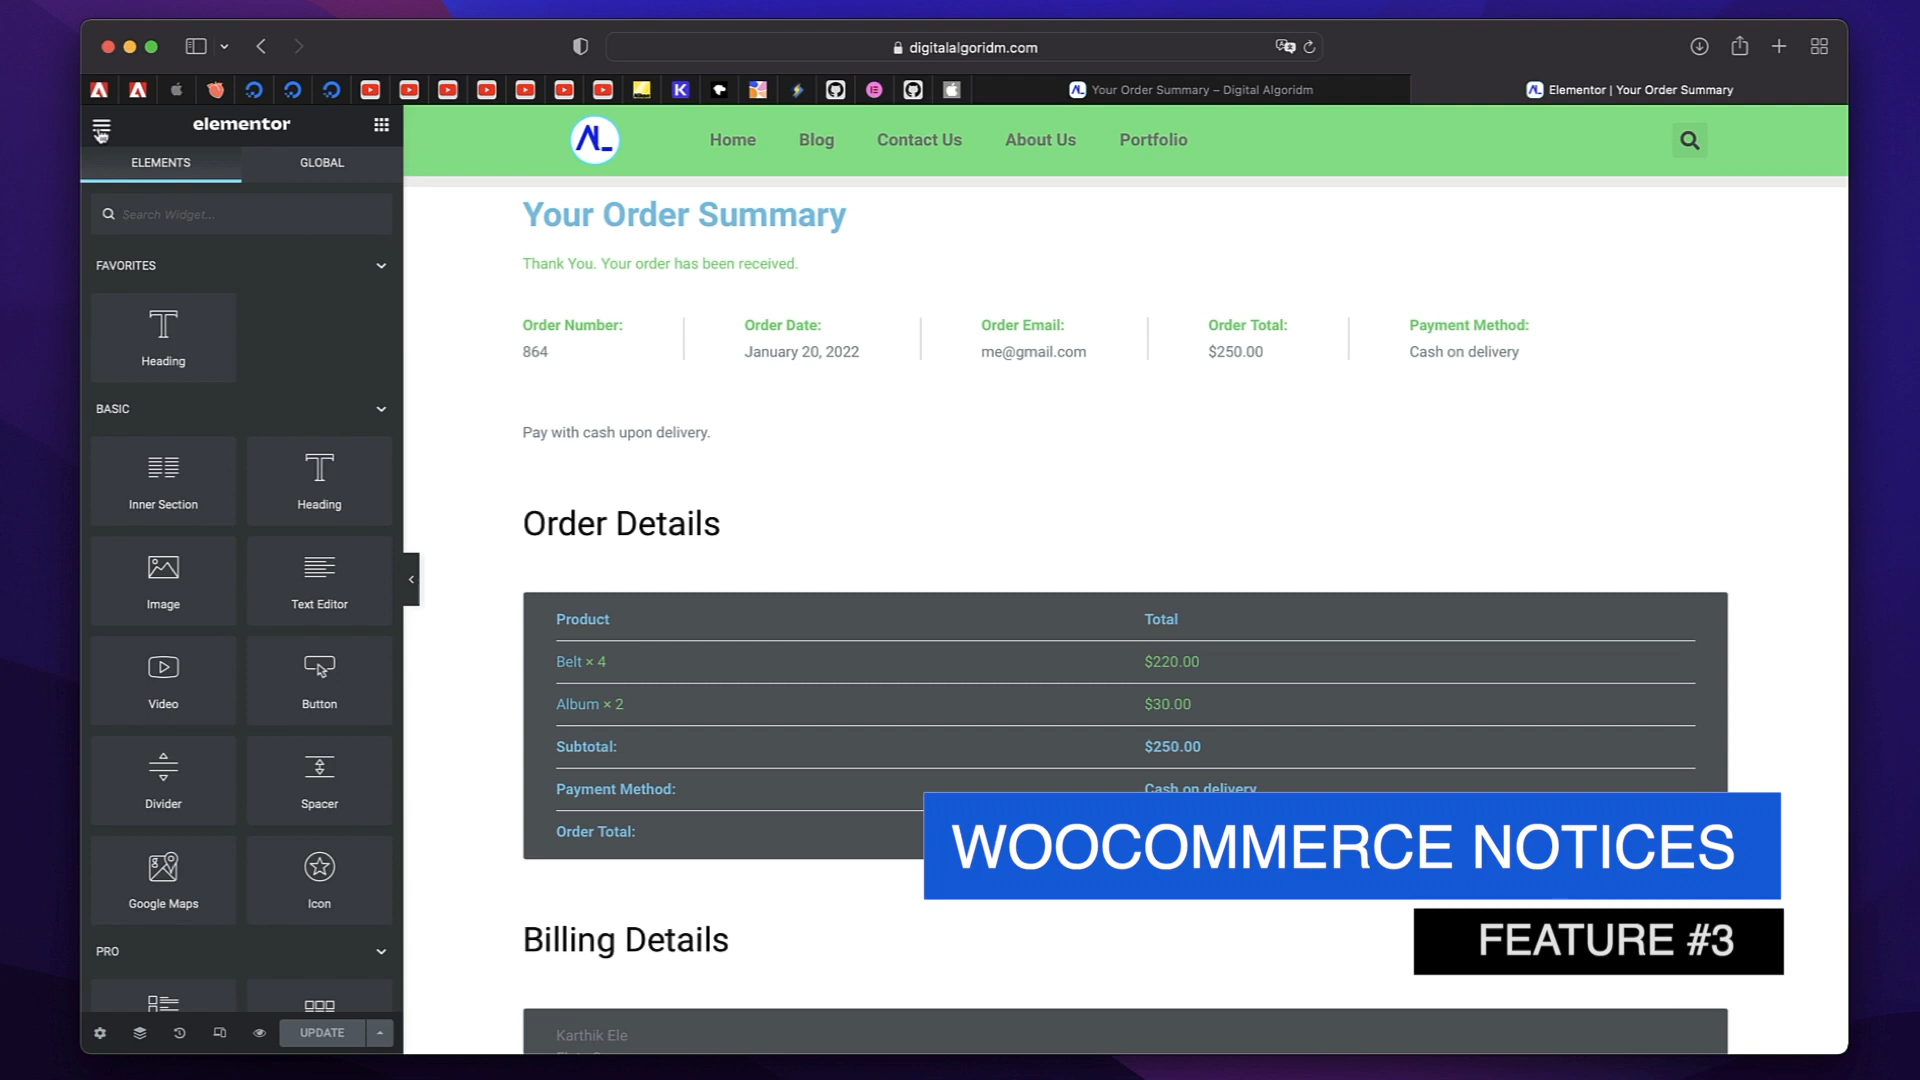 digitalalgoridm.com
Your Order Summary – Digital Algoridm
Elementor | Your Order Summary
elementor
ELEMENTS
GLOBAL
Search Widget...
FAVORITES
Heading
BASIC
Inner Section
Heading
Image
Text Editor
Video
Button
Divider
Spacer
Google Maps
Icon
PRO
UPDATE
Home
Blog
Contact Us
About Us
Portfolio
Your Order Summary
Thank You. Your order has been received.
Order Number:
864
Order Date:
January 20, 2022
Order Email:
me@gmail.com
Order Total:
$250.00
Payment Method:
Cash on delivery
Pay with cash upon delivery.
Order Details
Product
Total
Belt × 4
$220.00
Album × 2
$30.00
Subtotal:
$250.00
Payment Method:
Cash on delivery
Order Total:
WOOCOMMERCE NOTICES
FEATURE #3
Billing Details
Karthik Ele